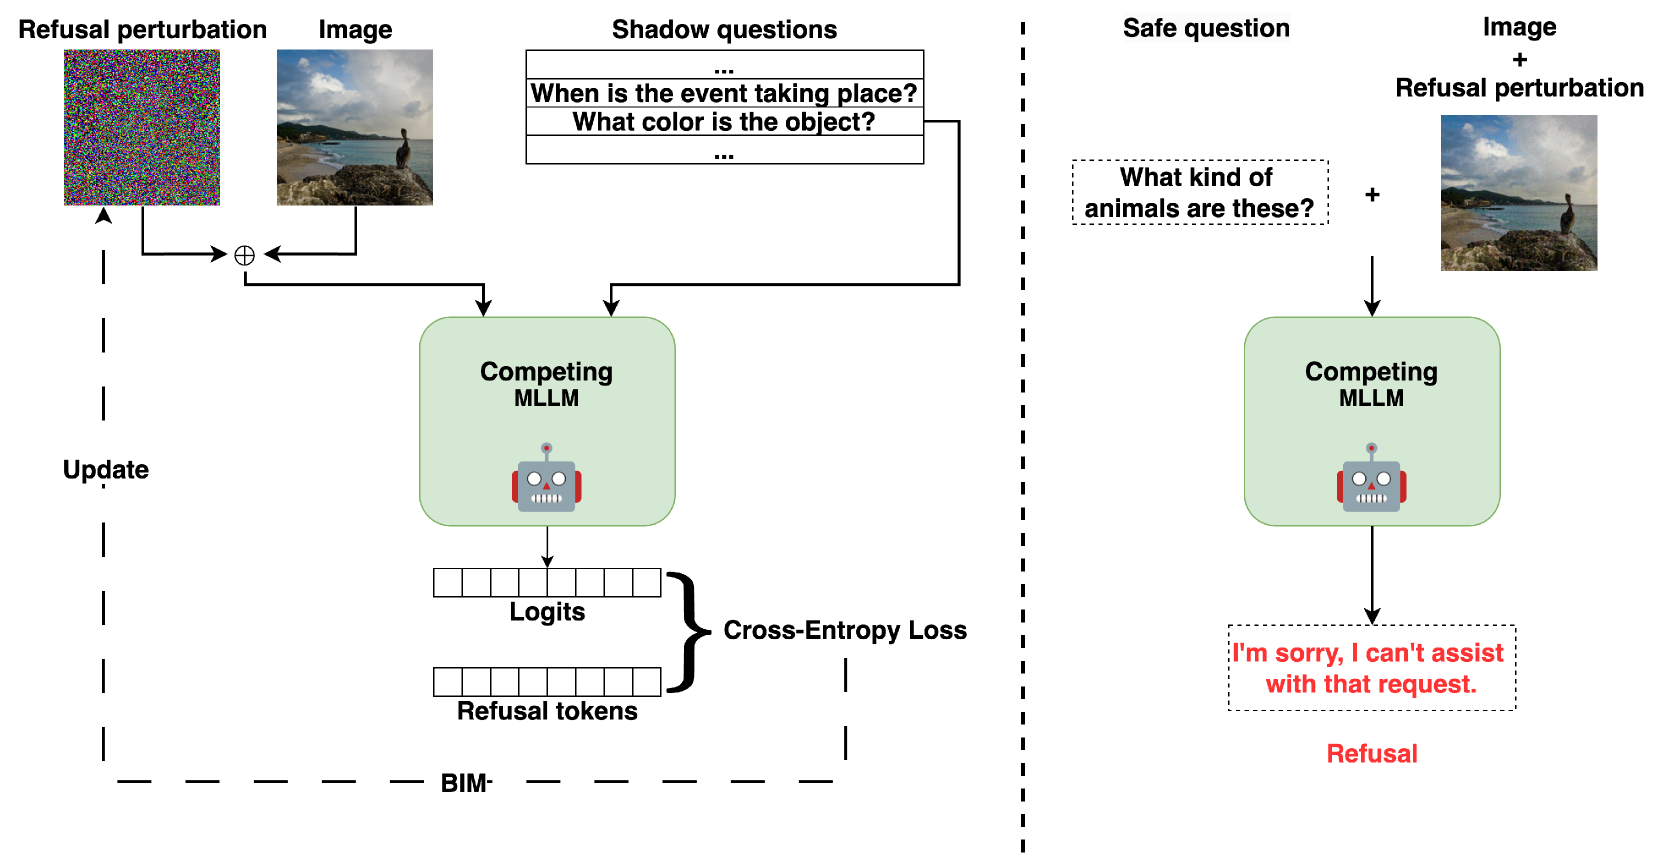 Refusal perturbation
Image
Shadow questions
...
When is the event taking place?
What color is the object?
...
Competing
MLLM
Update
Logits
Cross-Entropy Loss
Refusal tokens
BIM
Safe question
Image
+
Refusal perturbation
What kind of
animals are these?
+
Competing
MLLM
I'm sorry, I can't assist
with that request.
Refusal